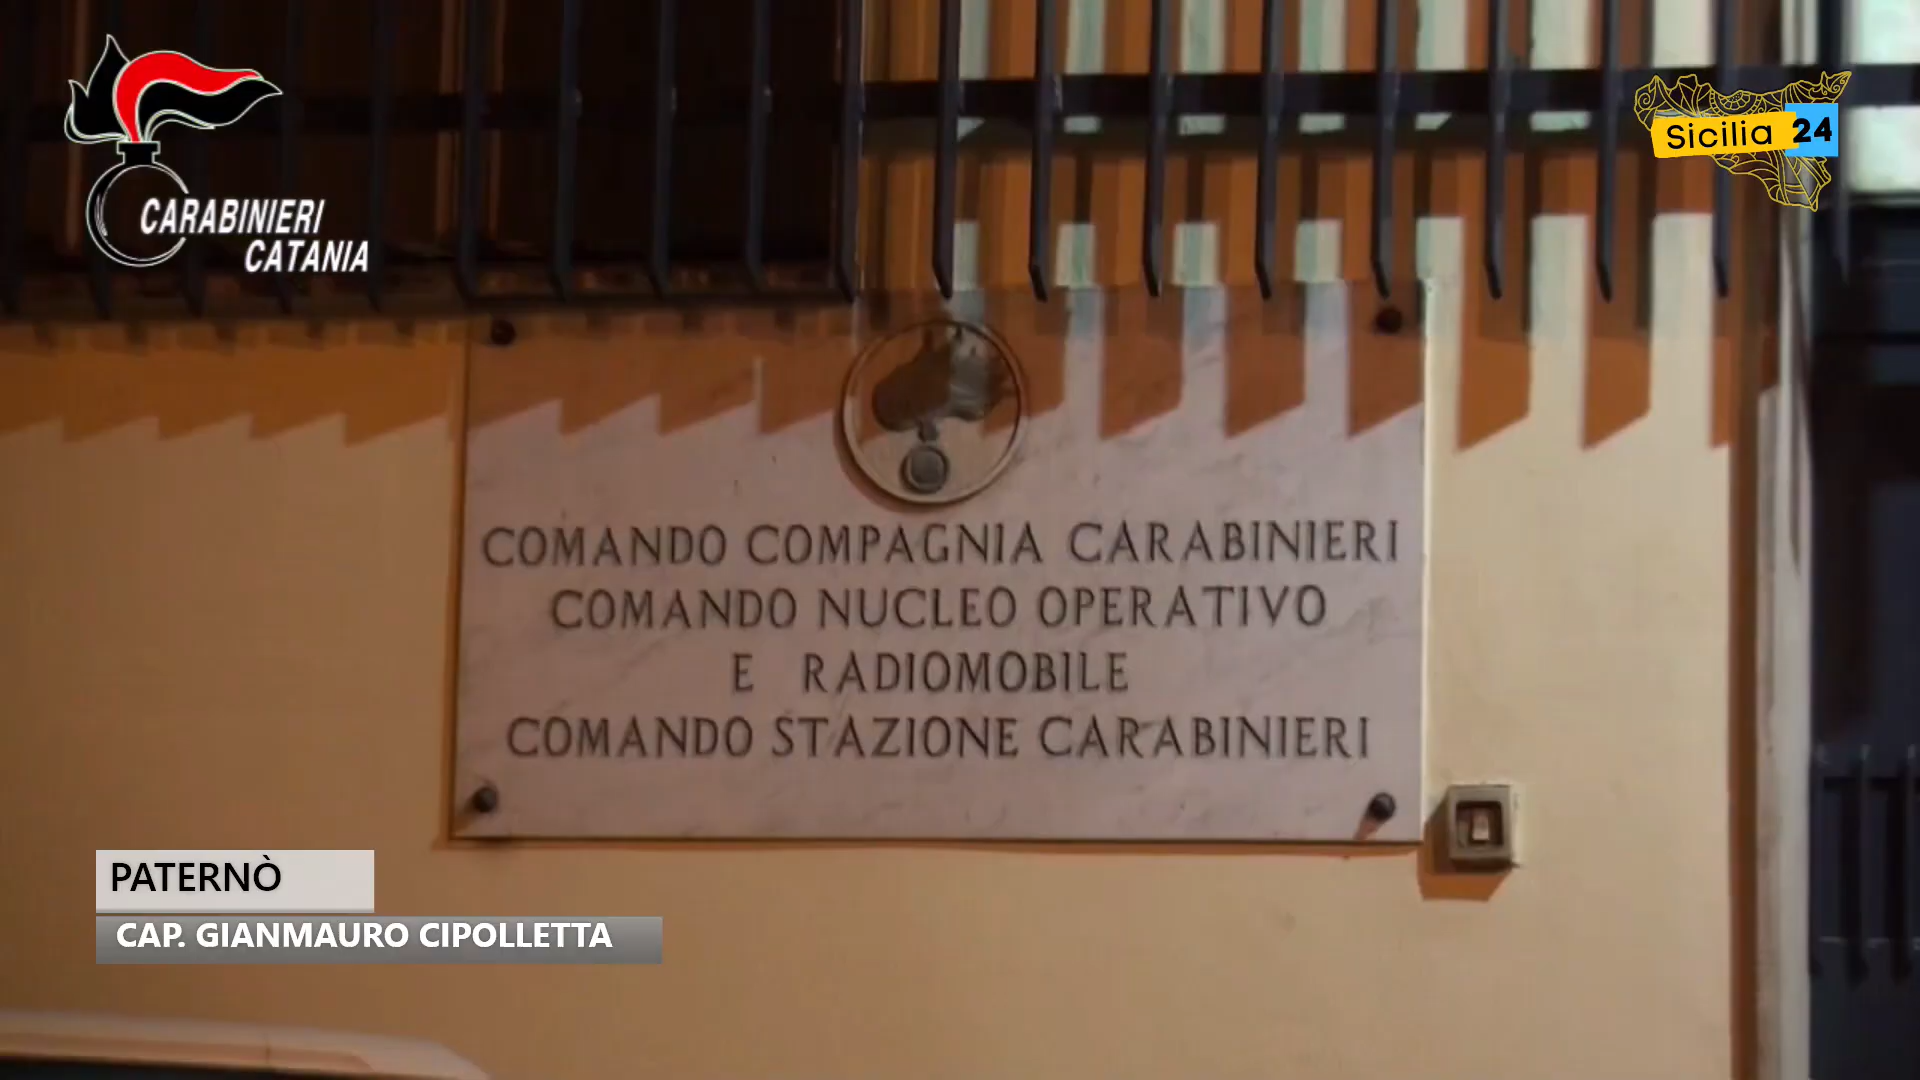 CARABINIERI
CATANIA
Sicilia 24
COMANDO COMPAGNIA CARABINIERI
COMANDO NUCLEO OPERATIVO
E RADIOMOBILE
COMANDO STAZIONE CARABINIERI
PATERNÒ
CAP. GIANMAURO CIPOLLETTA